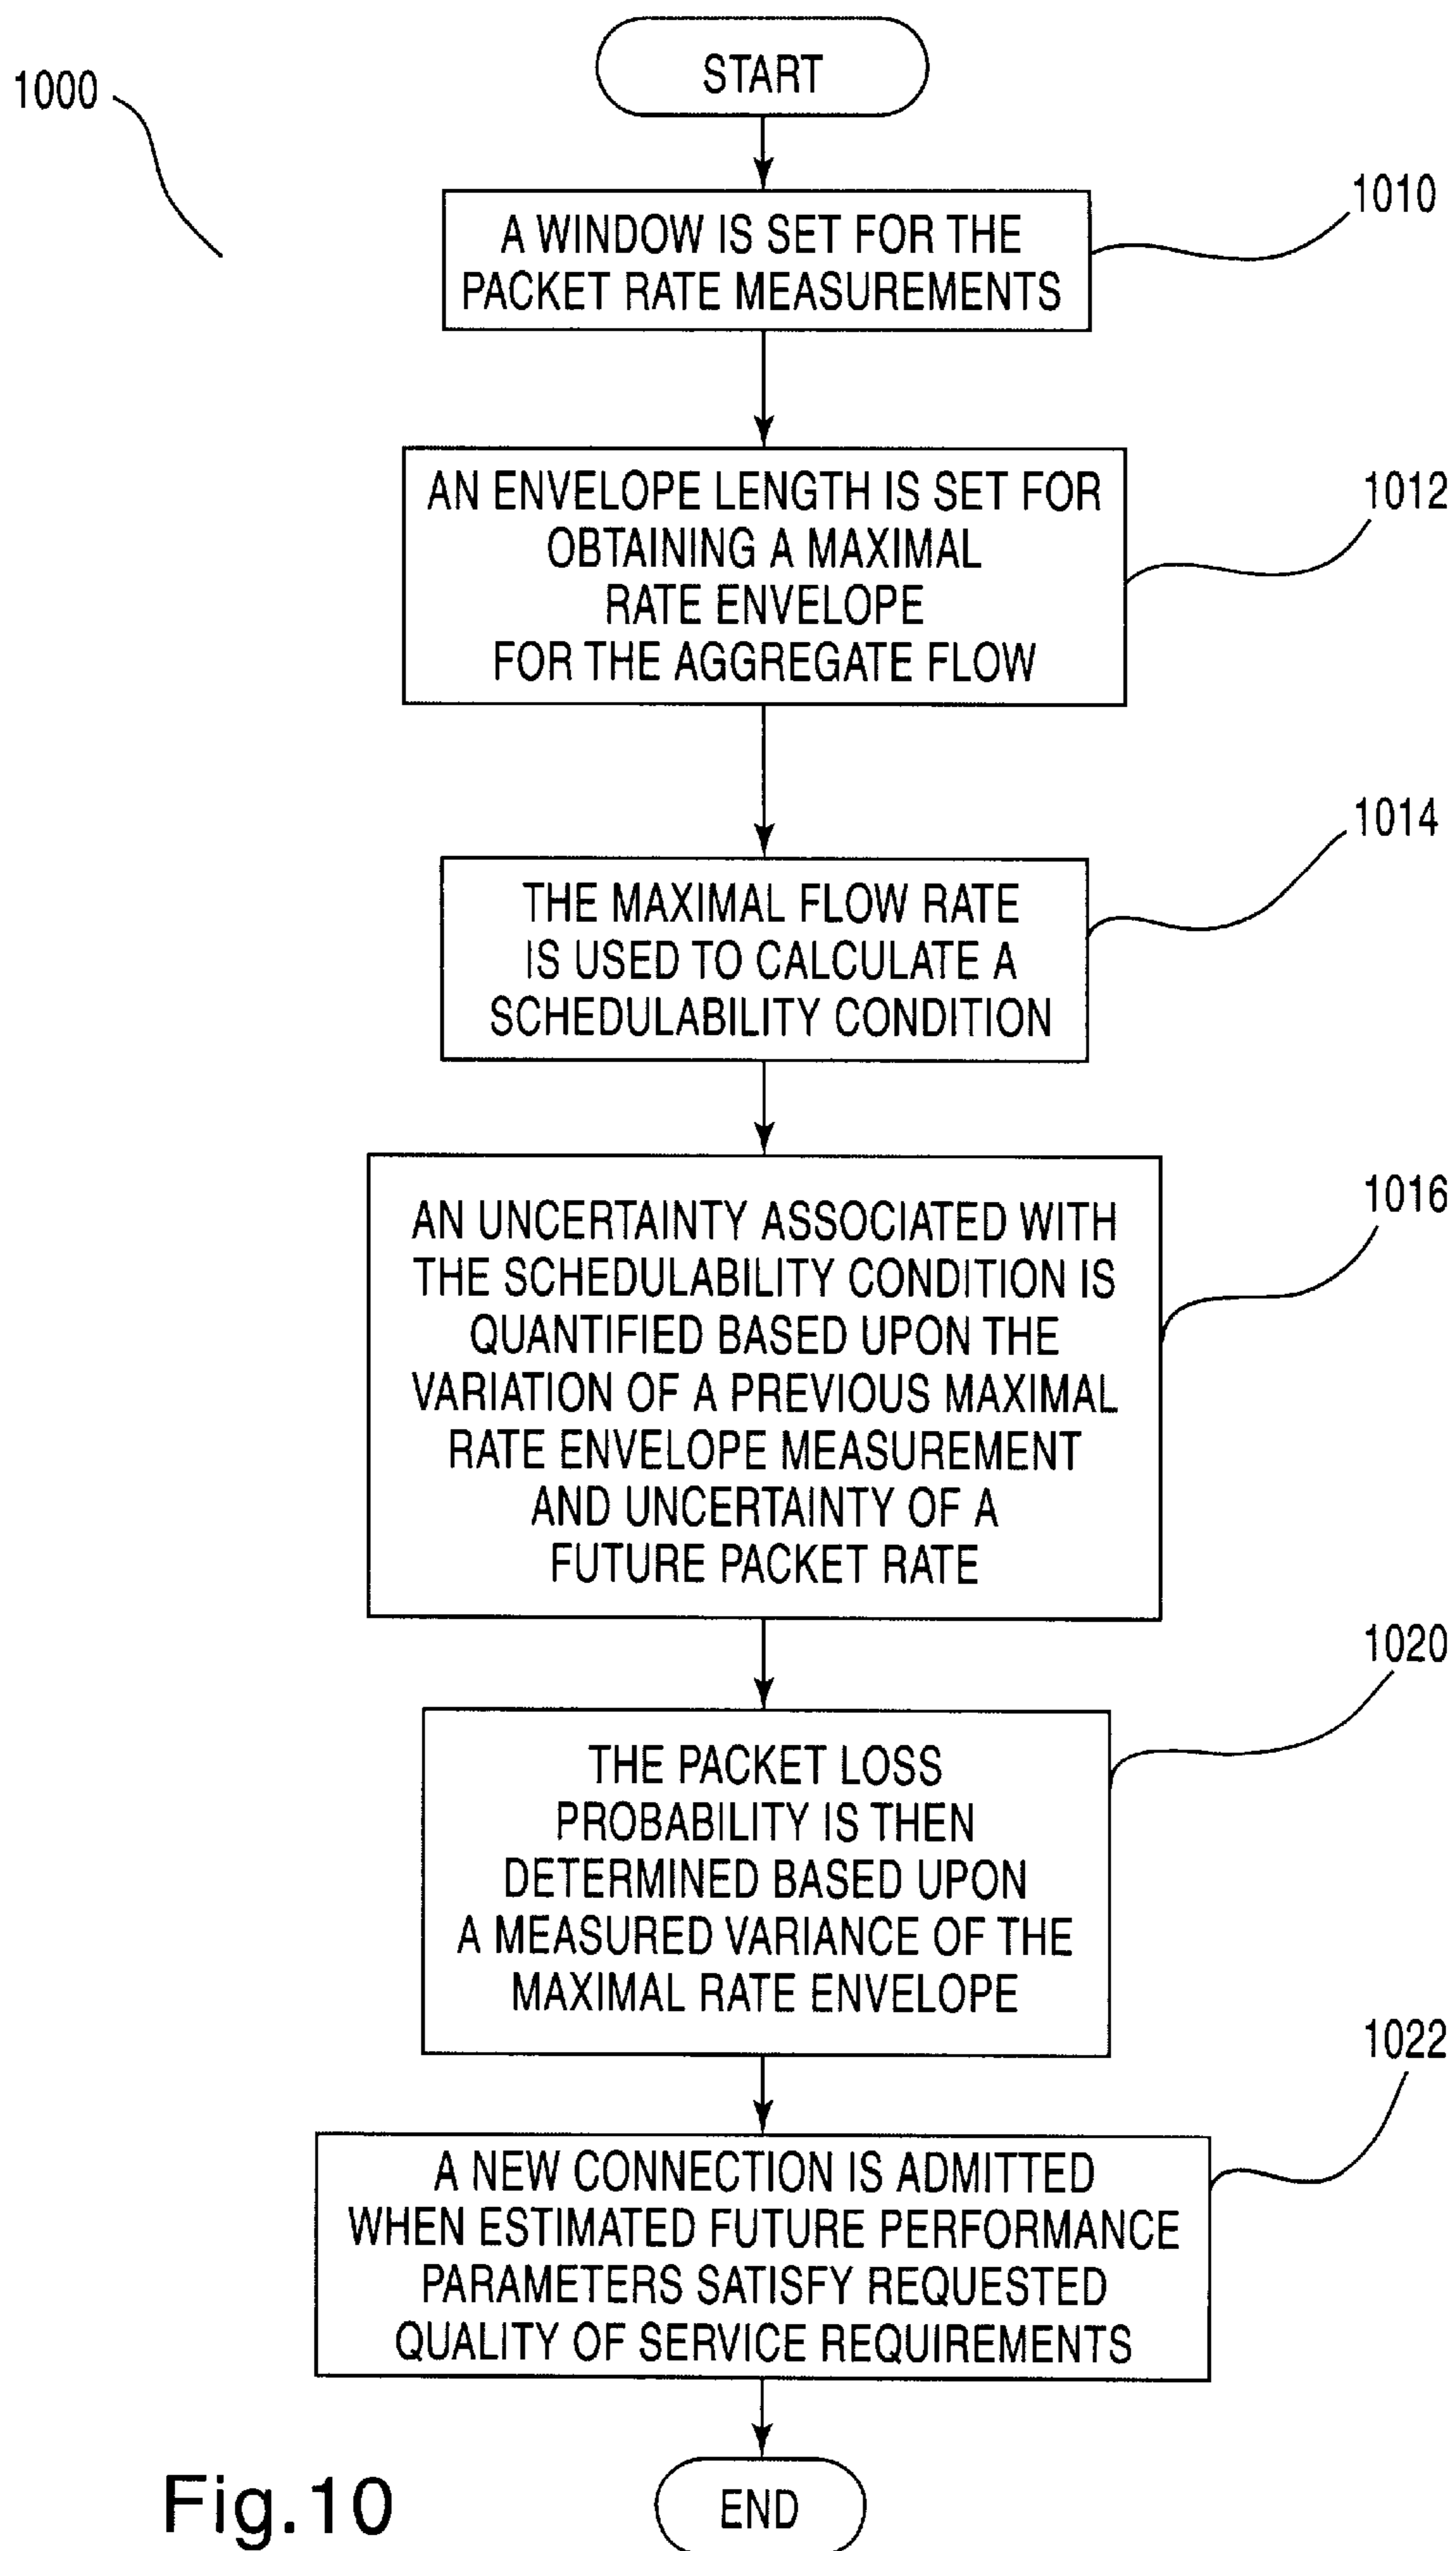 START
1000
1010
A WINDOW IS SET FOR THE
PACKET RATE MEASUREMENTS
1012
AN ENVELOPE LENGTH IS SET FOR
OBTAINING A MAXIMAL
RATE ENVELOPE
FOR THE AGGREGATE FLOW
1014
THE MAXIMAL FLOW RATE
IS USED TO CALCULATE A
SCHEDULABILITY CONDITION
1016
AN UNCERTAINTY ASSOCIATED WITH
THE SCHEDULABILITY CONDITION IS
QUANTIFIED BASED UPON THE
VARIATION OF A PREVIOUS MAXIMAL
RATE ENVELOPE MEASUREMENT
AND UNCERTAINTY OF A
FUTURE PACKET RATE
1020
THE PACKET LOSS
PROBABILITY IS THEN
DETERMINED BASED UPON
A MEASURED VARIANCE OF THE
MAXIMAL RATE ENVELOPE
1022
A NEW CONNECTION IS ADMITTED
WHEN ESTIMATED FUTURE PERFORMANCE
PARAMETERS SATISFY REQUESTED
QUALITY OF SERVICE REQUIREMENTS
END
Fig.10